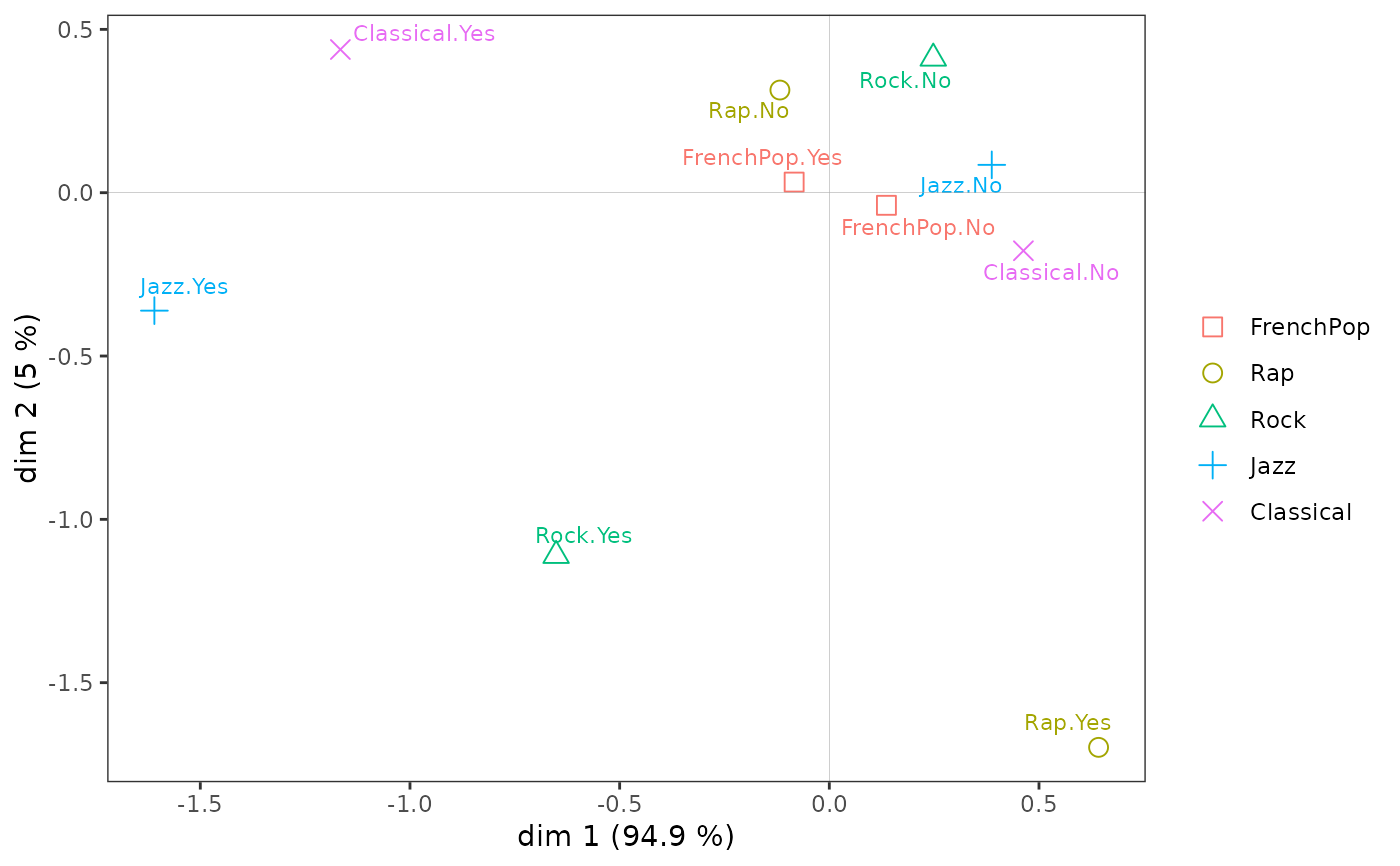 0.5
0.0
-0.5
-1.0
-1.5
dim 2 (5 %)
Classical.Yes
Rock.No
Rap.No
FrenchPop.Yes
Jazz.No
FrenchPop.No
Classical.No
Jazz.Yes
Rock.Yes
Rap.Yes
-1.5
-1.0
-0.5
0.0
0.5
dim 1 (94.9 %)
FrenchPop
Rap
Rock
Jazz
Classical